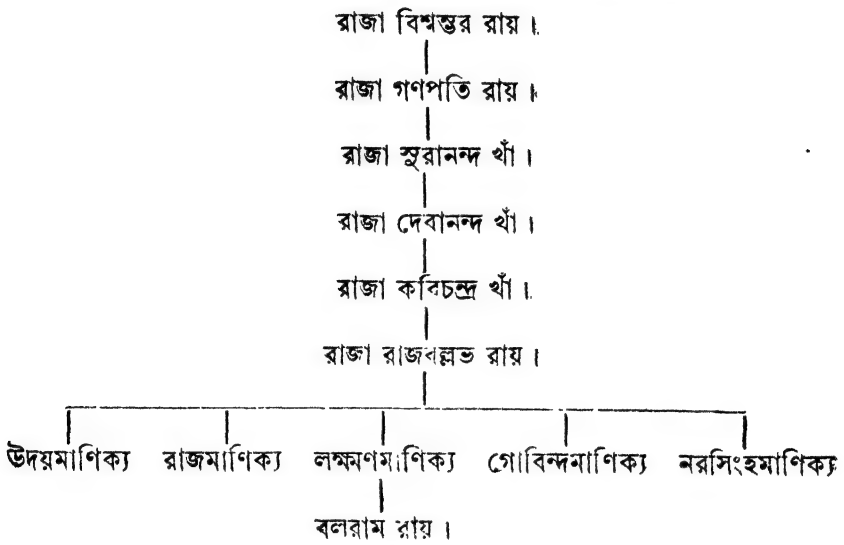 রাজা বিশ্বম্ভর রায় ।
রাজা গণপতি রায় ।
রাজা সুরানন্দ খাঁ ।
রাজা দেবানন্দ খাঁ ।
রাজা কবিচন্দ্র খাঁ ।
রাজা রাজবল্লভ রায় ।
উদয়মাণিক্য রাজমাণিক্য লক্ষ্মণমাণিক্য গোবিন্দমাণিক্য নরসিংহমাণিক্য
বলরাম রায় ।